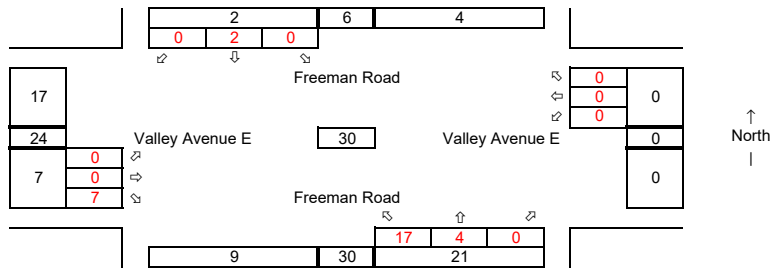 2 6 4
0 2 0
⬃ ⇩ ⬂
Freeman Road
17
⬁ 0
⇦ 0 0
⬃ 0
↑
24 Valley Avenue E 30 Valley Avenue E 0 North
|
0 ⬀
7 0 ⇨ 0
7 ⬂
Freeman Road
⬁ ⇧ ⬀
17 4 0
9 30 21